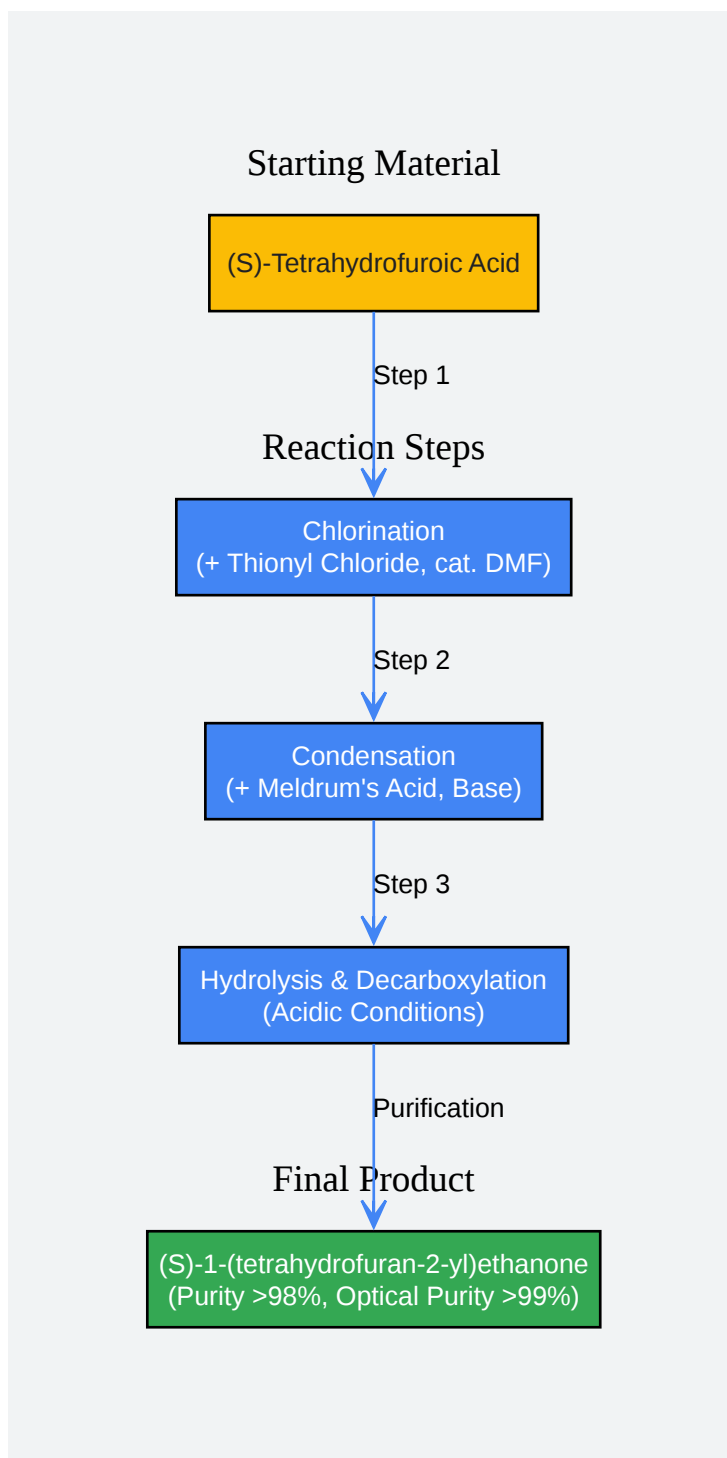 Starting Material
(S)-Tetrahydrofuroic Acid
Step 1
Reaction Steps
Chlorination
(+ Thionyl Chloride, cat. DMF)
Step 2
Condensation
(+ Meldrum's Acid, Base)
Step 3
Hydrolysis & Decarboxylation
(Acidic Conditions)
Purification
Final Product
(S)-1-(tetrahydrofuran-2-yl)ethanone
(Purity >98%, Optical Purity >99%)